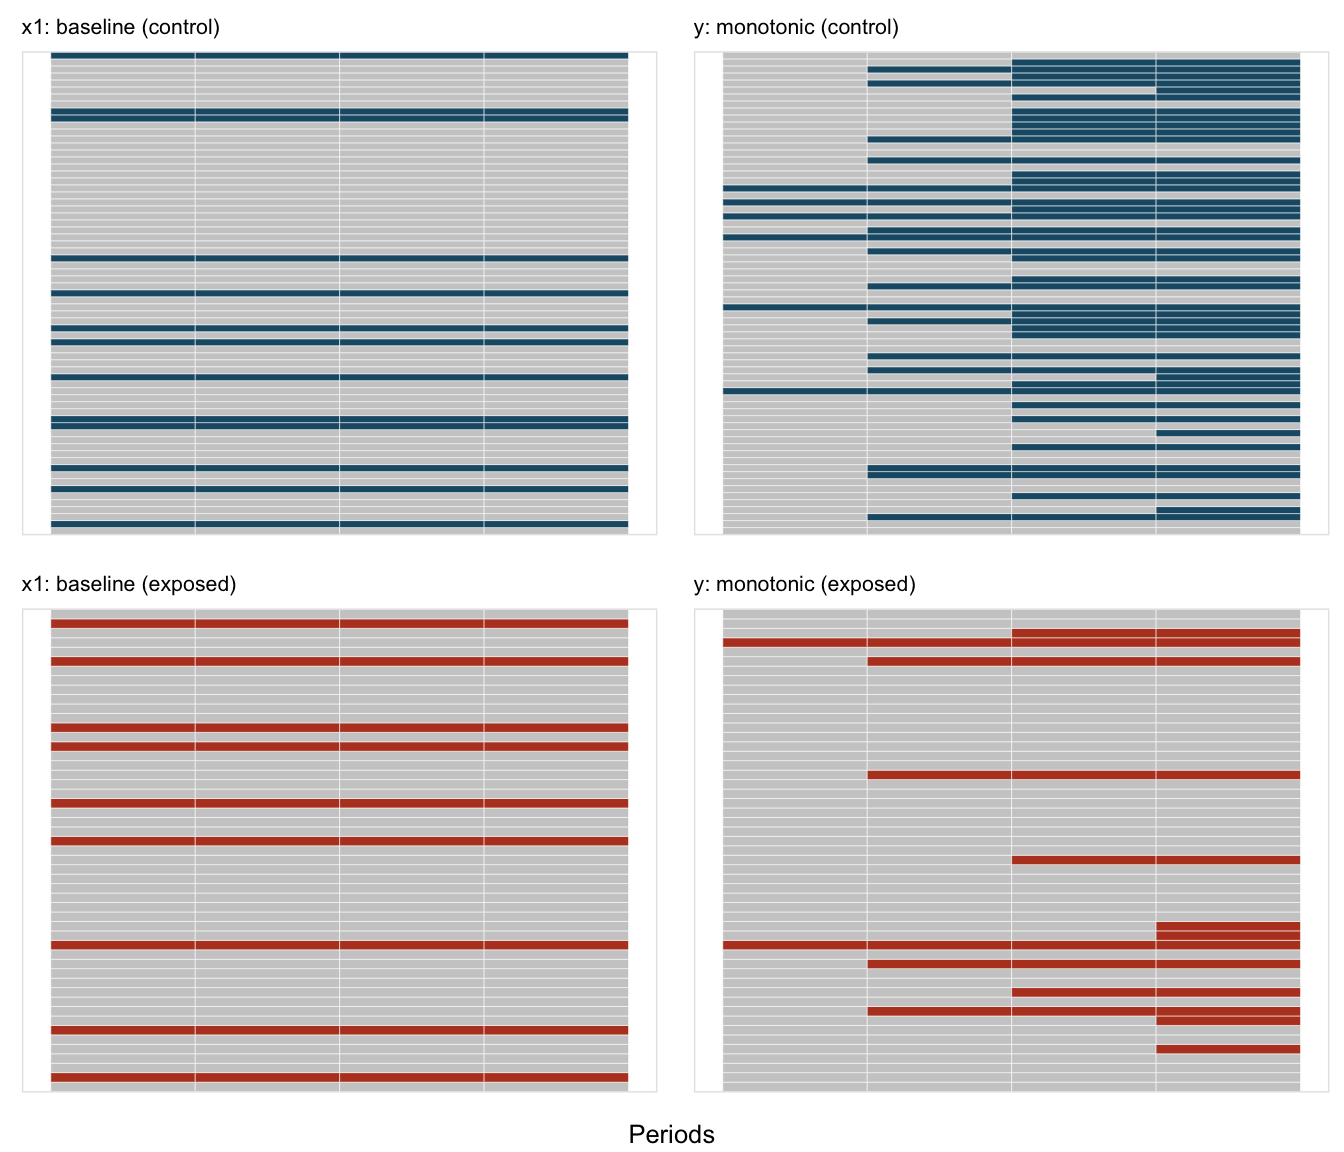 x1: baseline (control)
y: monotonic (control)
x1: baseline (exposed)
y: monotonic (exposed)
Periods